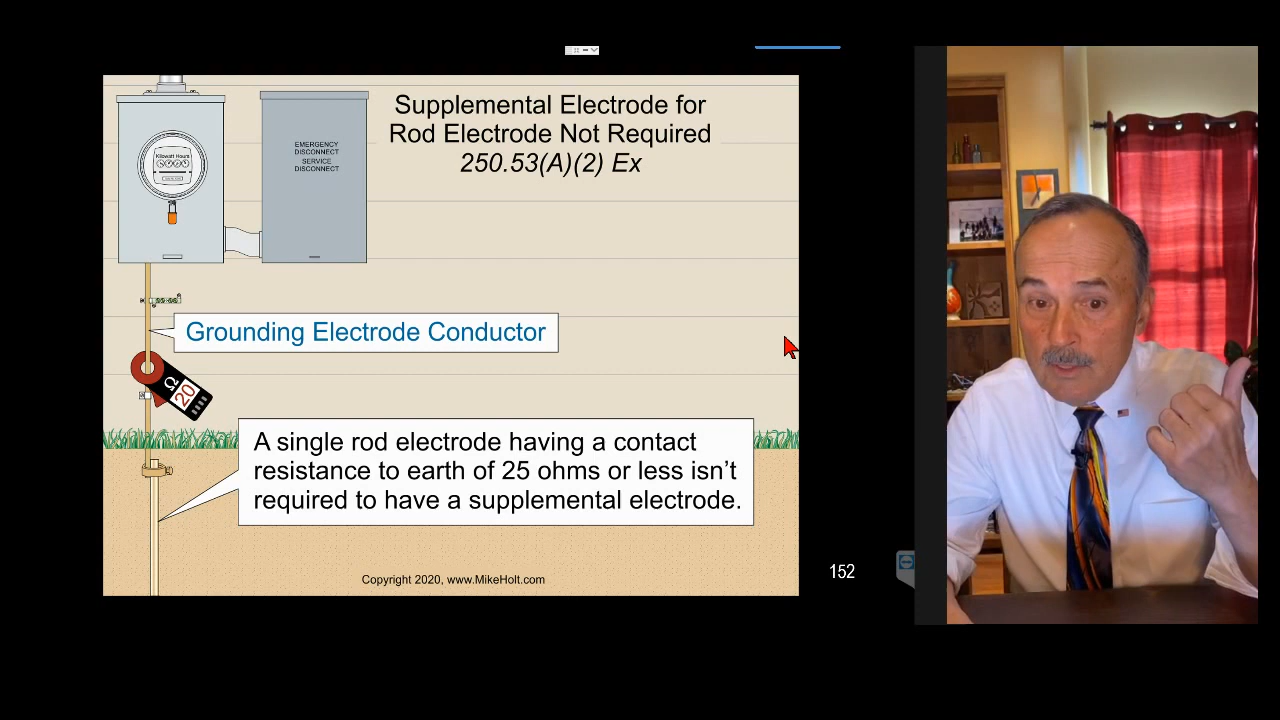 Supplemental Electrode for
Rod Electrode Not Required
250.53(A)(2) Ex
Kilowatt Hours
EMERGENCY
DISCONNECT
SERVICE
DISCONNECT
Grounding Electrode Conductor
Ω
20
A single rod electrode having a contact
resistance to earth of 25 ohms or less isn't
required to have a supplemental electrode.
Copyright 2020, www.MikeHolt.com
152